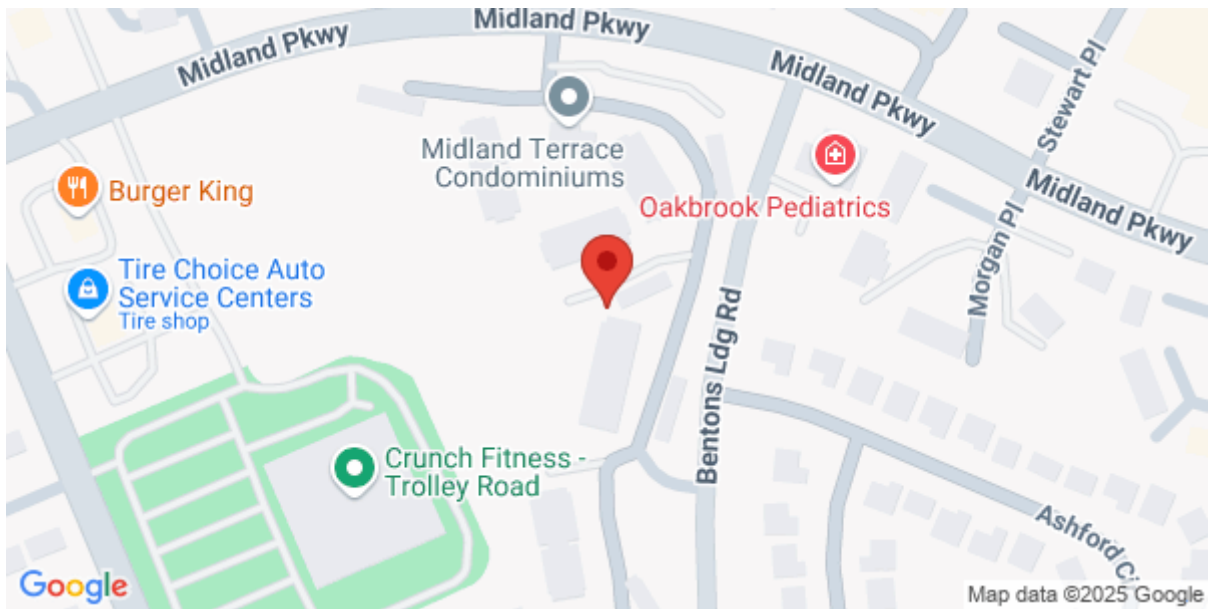 Midland Pkwy
Midland Pkwy
Midland Pkwy
Midland Pkwy
Stewart Pl
Midland Terrace
Condominiums
Burger King
Oakbrook Pediatrics
Morgan Pl
Tire Choice Auto
Service Centers
Tire shop
Bentons Ldg Rd
Crunch Fitness -
Trolley Road
Ashford Ci
Google
Map data ©2025 Google